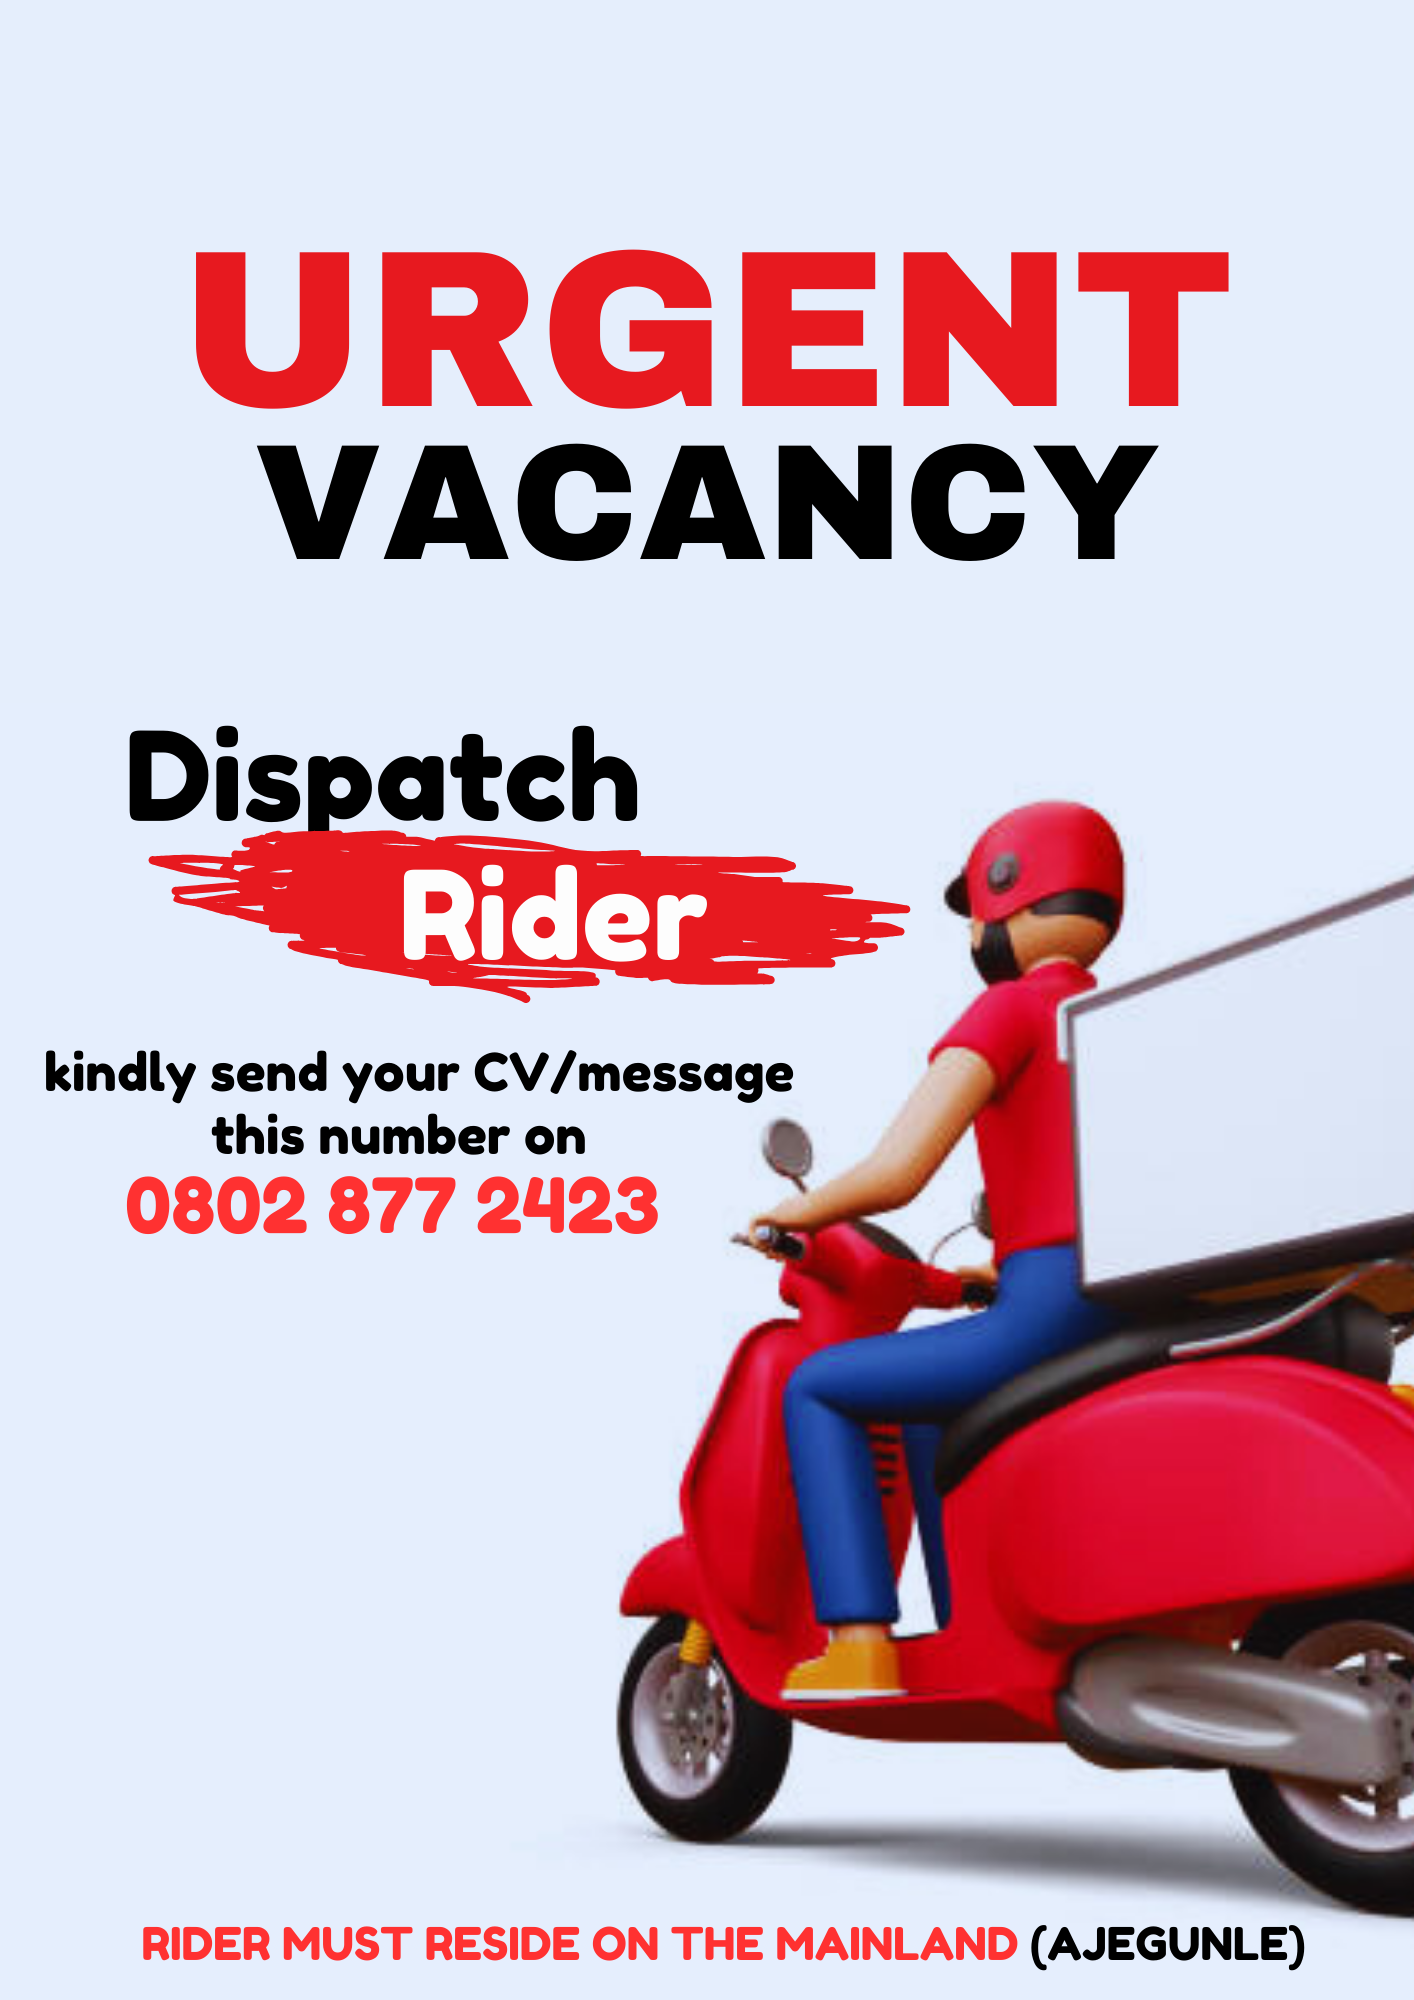 URGENT
VACANCY
Dispatch
Rider
kindly send your CV/message
this number on
0802 877 2423
RIDER MUST RESIDE ON THE MAINLAND (AJEGUNLE)